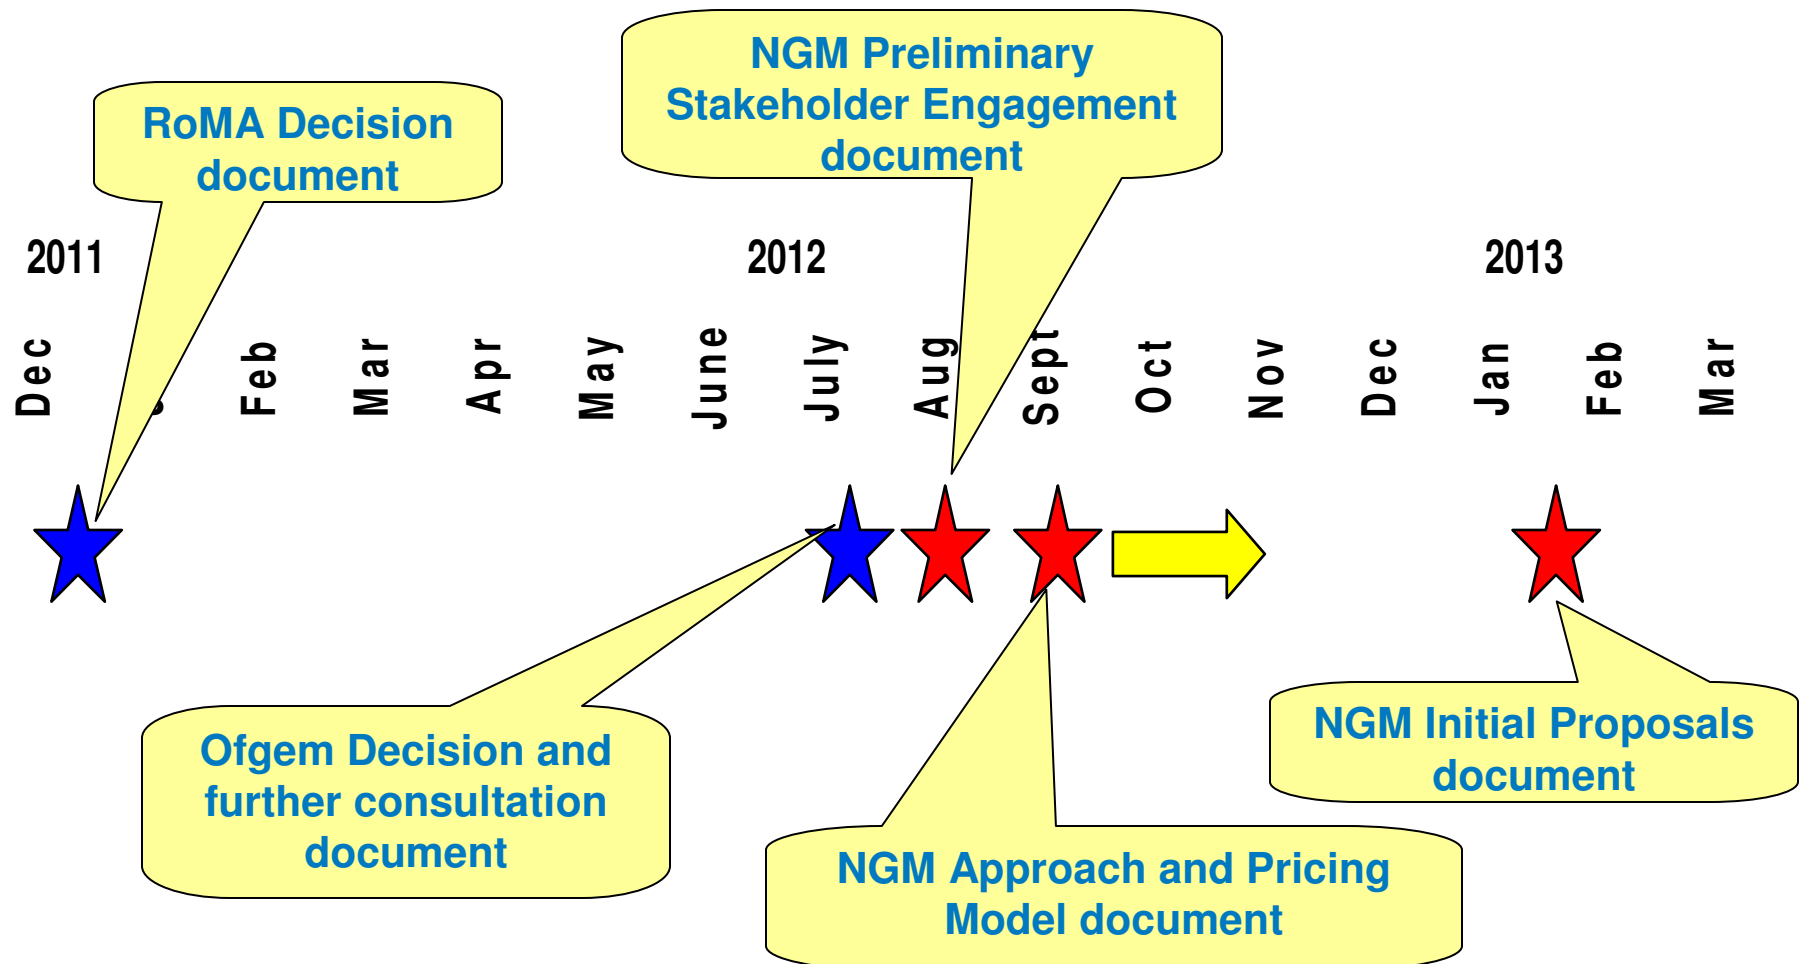 NGM Preliminary
Stakeholder Engagement
document
RoMA Decision
document
2011
2012
2013
Dec
Feb
Mar
Apr
May
June
July
Aug
Sept
Oct
Nov
Dec
Jan
Feb
Mar
Ofgem Decision and
further consultation
document
NGM Initial Proposals
document
NGM Approach and Pricing
Model document